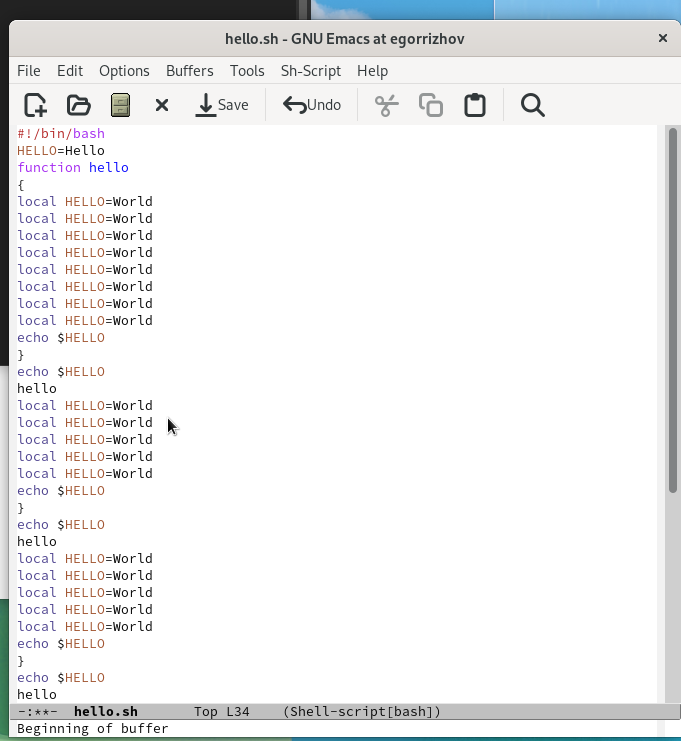 hello.sh - GNU Emacs at egorrizhov
File Edit Options Buffers Tools Sh-Script Help
Save Undo
#!/bin/bash
HELLO=Hello
function hello
{
local HELLO=World
local HELLO=World
local HELLO=World
local HELLO=World
local HELLO=World
local HELLO=World
local HELLO=World
local HELLO=World
echo $HELLO
}
echo $HELLO
hello
local HELLO=World
local HELLO=World
local HELLO=World
local HELLO=World
local HELLO=World
echo $HELLO
}
echo $HELLO
hello
local HELLO=World
local HELLO=World
local HELLO=World
local HELLO=World
local HELLO=World
echo $HELLO
}
echo $HELLO
hello
-:**- hello.sh Top L34 (Shell-script[bash])
Beginning of buffer